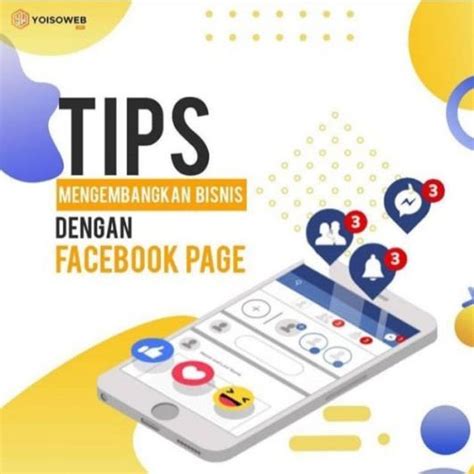 YOISOWEB
TIPS
MENGEMBANGKAN BISNIS
DENGAN
FACEBOOK PAGE
3
3
3